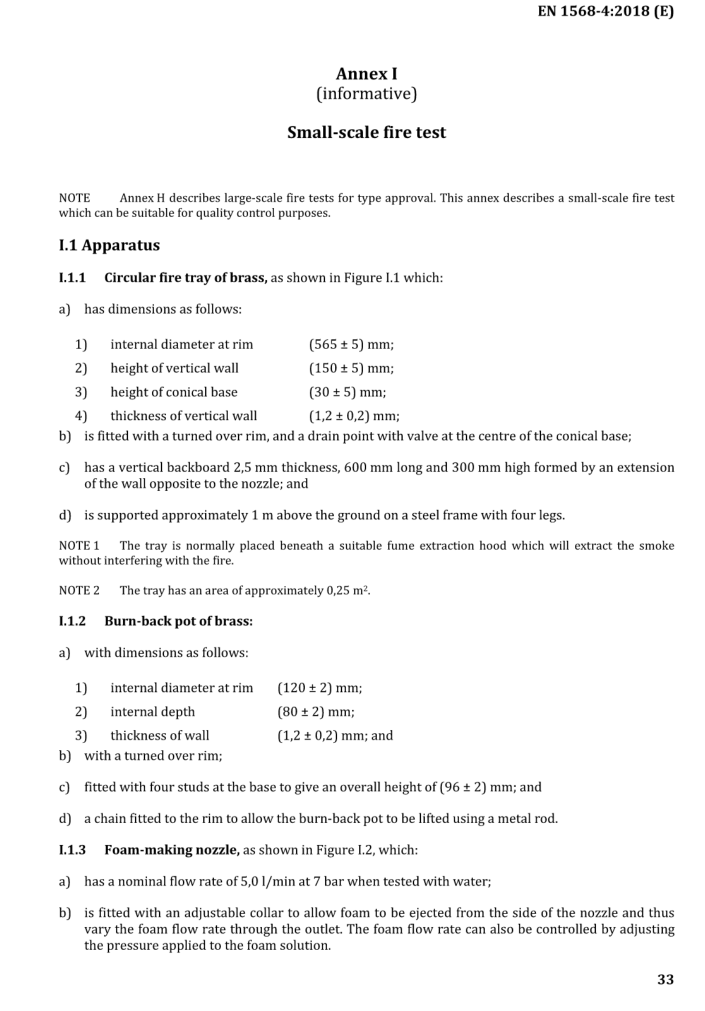 EN 1568-4:2018 (E)
Annex I
(informative)
Small-scale fire test
NOTE Annex H describes large-scale fire tests for type approval. This annex describes a small-scale fire test
which can be suitable for quality control purposes.
I.1 Apparatus
I.1.1 Circular fire tray of brass, as shown in Figure I.1 which:
a) has dimensions as follows:
1) internal diameter at rim (565 ± 5) mm;
2) height of vertical wall (150 ± 5) mm;
3) height of conical base (30 ± 5) mm;
4) thickness of vertical wall (1,2 ± 0,2) mm;
b) is fitted with a turned over rim, and a drain point with valve at the centre of the conical base;
c) has a vertical backboard 2,5 mm thickness, 600 mm long and 300 mm high formed by an extension
of the wall opposite to the nozzle; and
d) is supported approximately 1 m above the ground on a steel frame with four legs.
NOTE 1 The tray is normally placed beneath a suitable fume extraction hood which will extract the smoke
without interfering with the fire.
NOTE 2 The tray has an area of approximately 0,25 m².
I.1.2 Burn-back pot of brass:
a) with dimensions as follows:
1) internal diameter at rim (120 ± 2) mm;
2) internal depth (80 ± 2) mm;
3) thickness of wall (1,2 ± 0,2) mm; and
b) with a turned over rim;
c) fitted with four studs at the base to give an overall height of (96 ± 2) mm; and
d) a chain fitted to the rim to allow the burn-back pot to be lifted using a metal rod.
I.1.3 Foam-making nozzle, as shown in Figure I.2, which:
a) has a nominal flow rate of 5,0 l/min at 7 bar when tested with water;
b) is fitted with an adjustable collar to allow foam to be ejected from the side of the nozzle and thus
vary the foam flow rate through the outlet. The foam flow rate can also be controlled by adjusting
the pressure applied to the foam solution.
33